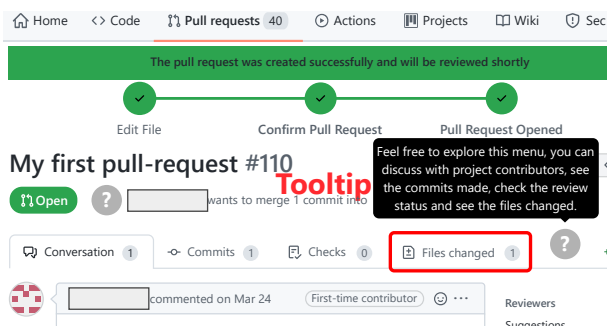 Home Code Pull requests 40 Actions Projects Wiki Sec
The pull request was created successfully and will be reviewed shortly
Edit File Confirm Pull Request Pull Request Opened
My first pull-request #110
Feel free to explore this menu, you can
discuss with project contributors, see
the commits made, check the review
status and see the files changed.
Tooltip
Open ? wants to merge 1 commit into
Conversation 1 Commits 1 Checks 0 Files changed 1 ?
commented on Mar 24 First-time contributor ...
Reviewers
Suggestions